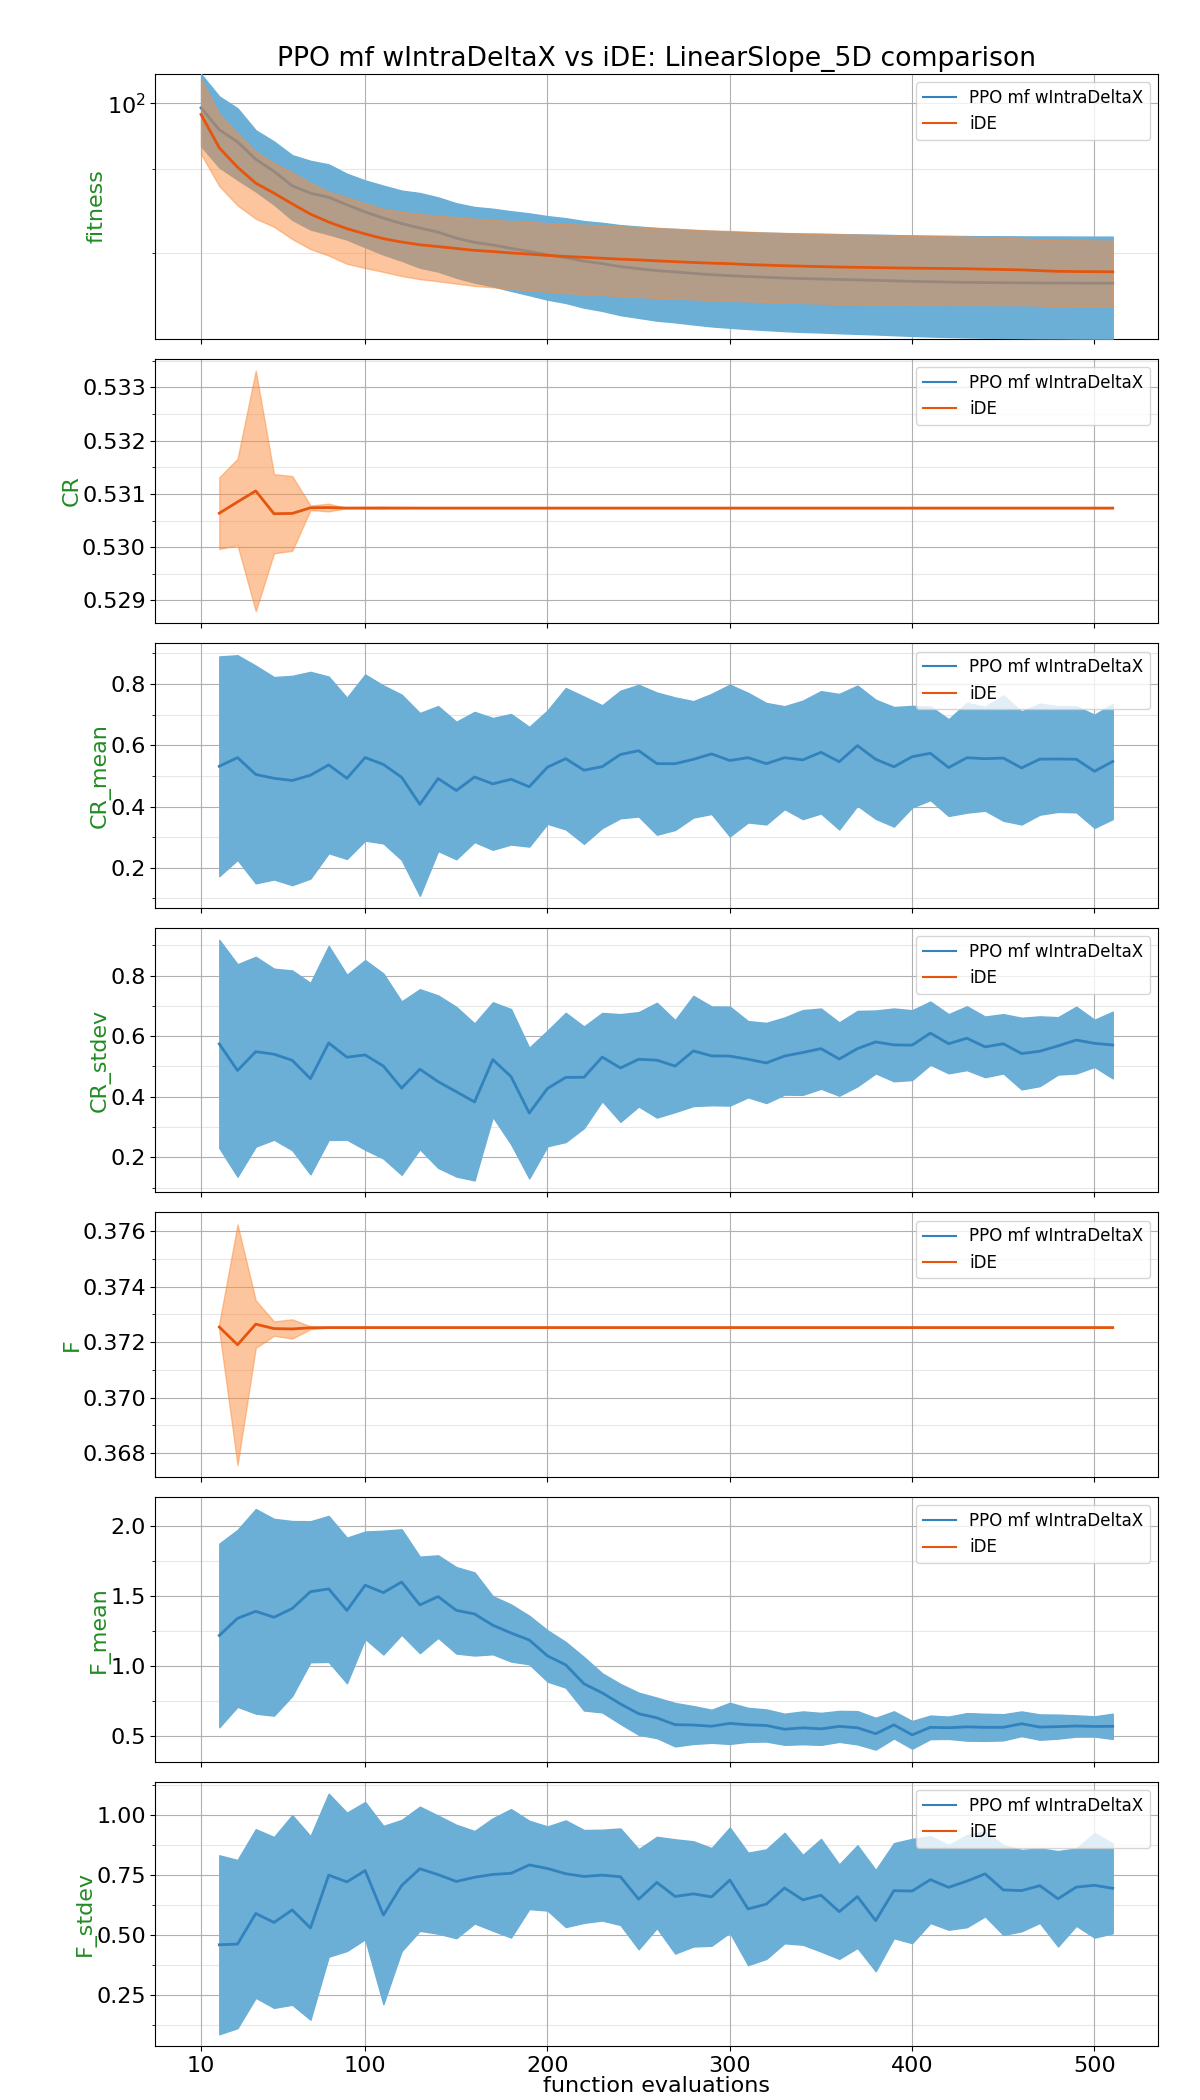 PPO mf wIntraDeltaX vs iDE: LinearSlope_5D comparison
10²
fitness
PPO mf wIntraDeltaX
iDE
0.533
0.532
0.531
0.530
0.529
CR
PPO mf wIntraDeltaX
iDE
0.8
0.6
0.4
0.2
CR_mean
PPO mf wIntraDeltaX
iDE
0.8
0.6
0.4
0.2
CR_stdev
PPO mf wIntraDeltaX
iDE
0.376
0.374
0.372
0.370
0.368
F
PPO mf wIntraDeltaX
iDE
2.0
1.5
1.0
0.5
F_mean
PPO mf wIntraDeltaX
iDE
1.00
0.75
0.50
0.25
F_stdev
PPO mf wIntraDeltaX
iDE
10 100 200 300 400 500
function evaluations